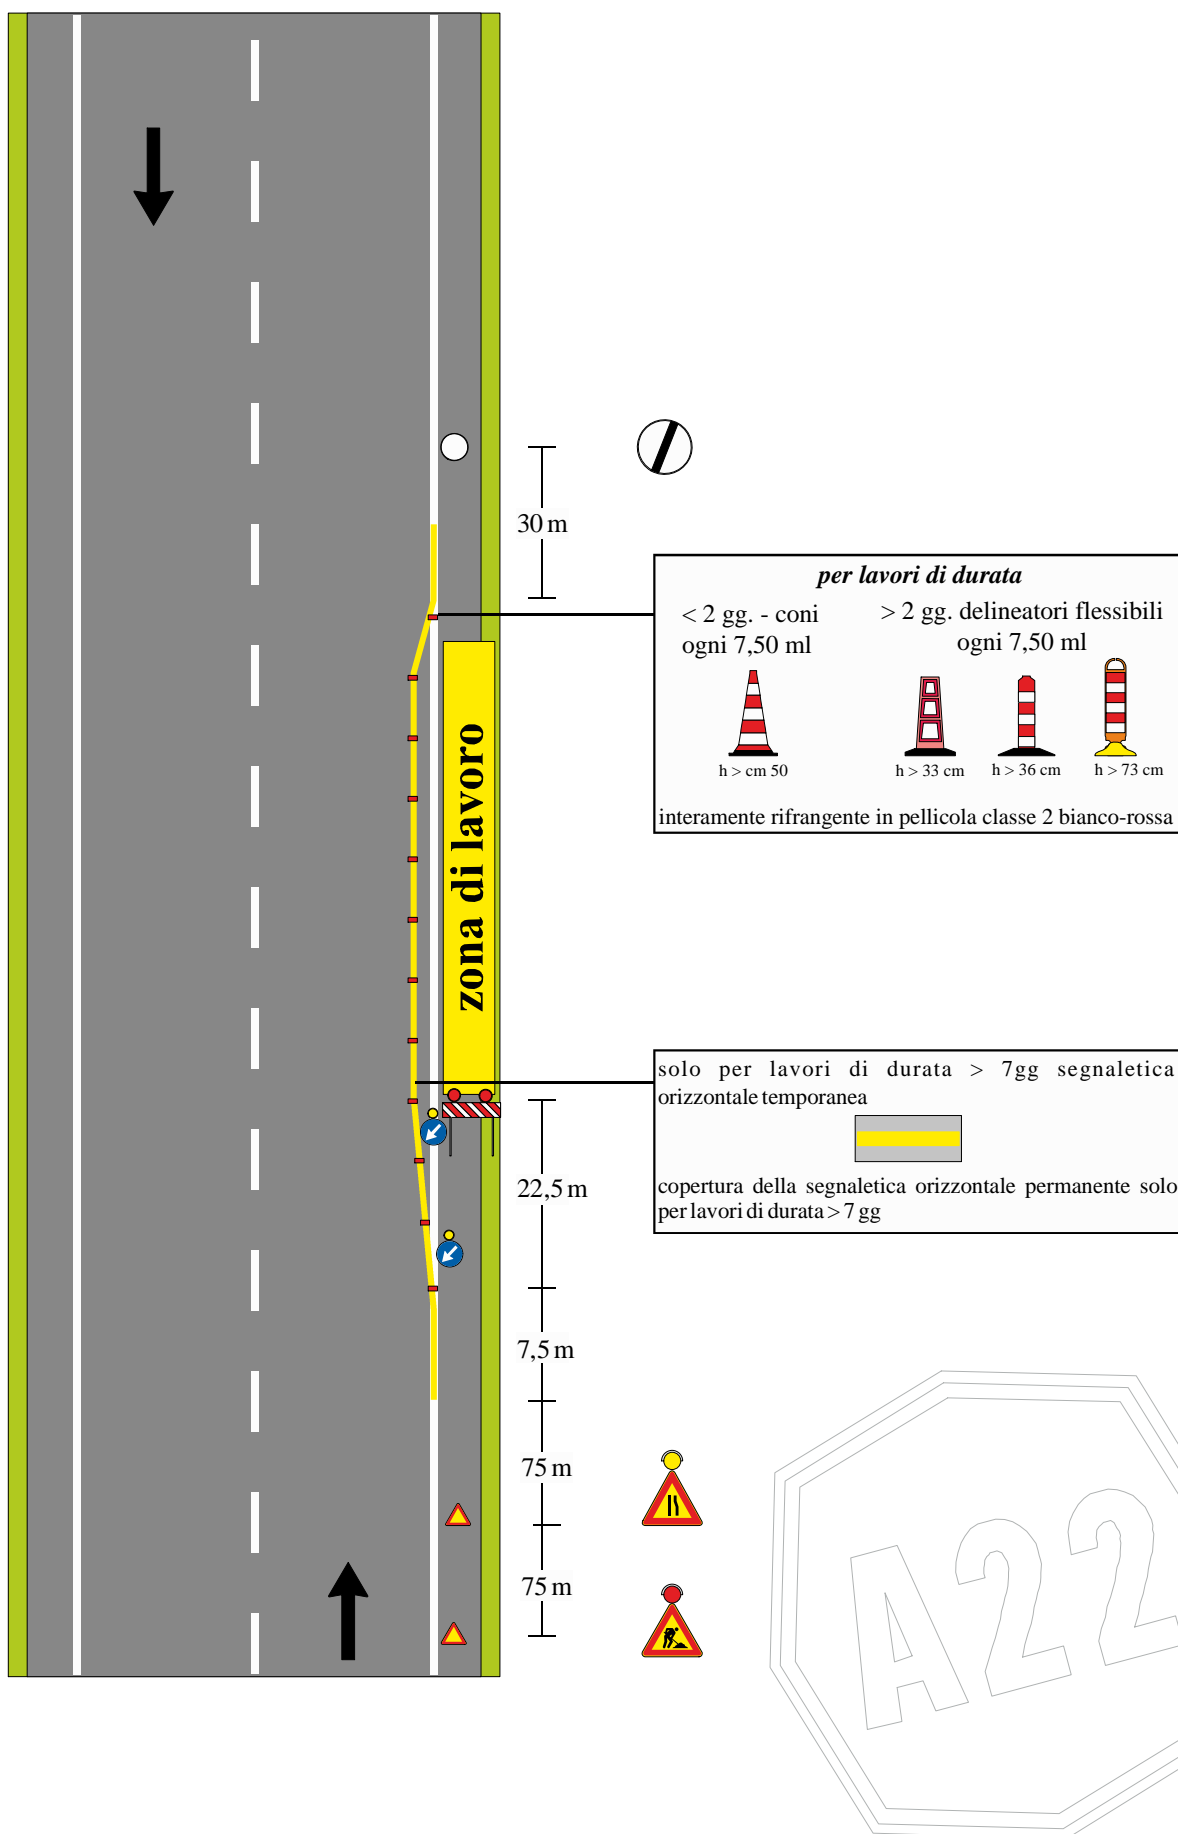 30 m
per lavori di durata
< 2 gg. - coni
ogni 7,50 ml
> 2 gg. delineatori flessibili
ogni 7,50 ml
h > cm 50
h > 33 cm
h > 36 cm
h > 73 cm
interamente rifrangente in pellicola classe 2 bianco-rossa
zona di lavoro
solo per lavori di durata > 7gg segnaletica
orizzontale temporanea
copertura della segnaletica orizzontale permanente solo
per lavori di durata > 7 gg
22,5 m
7,5 m
75 m
75 m
A22